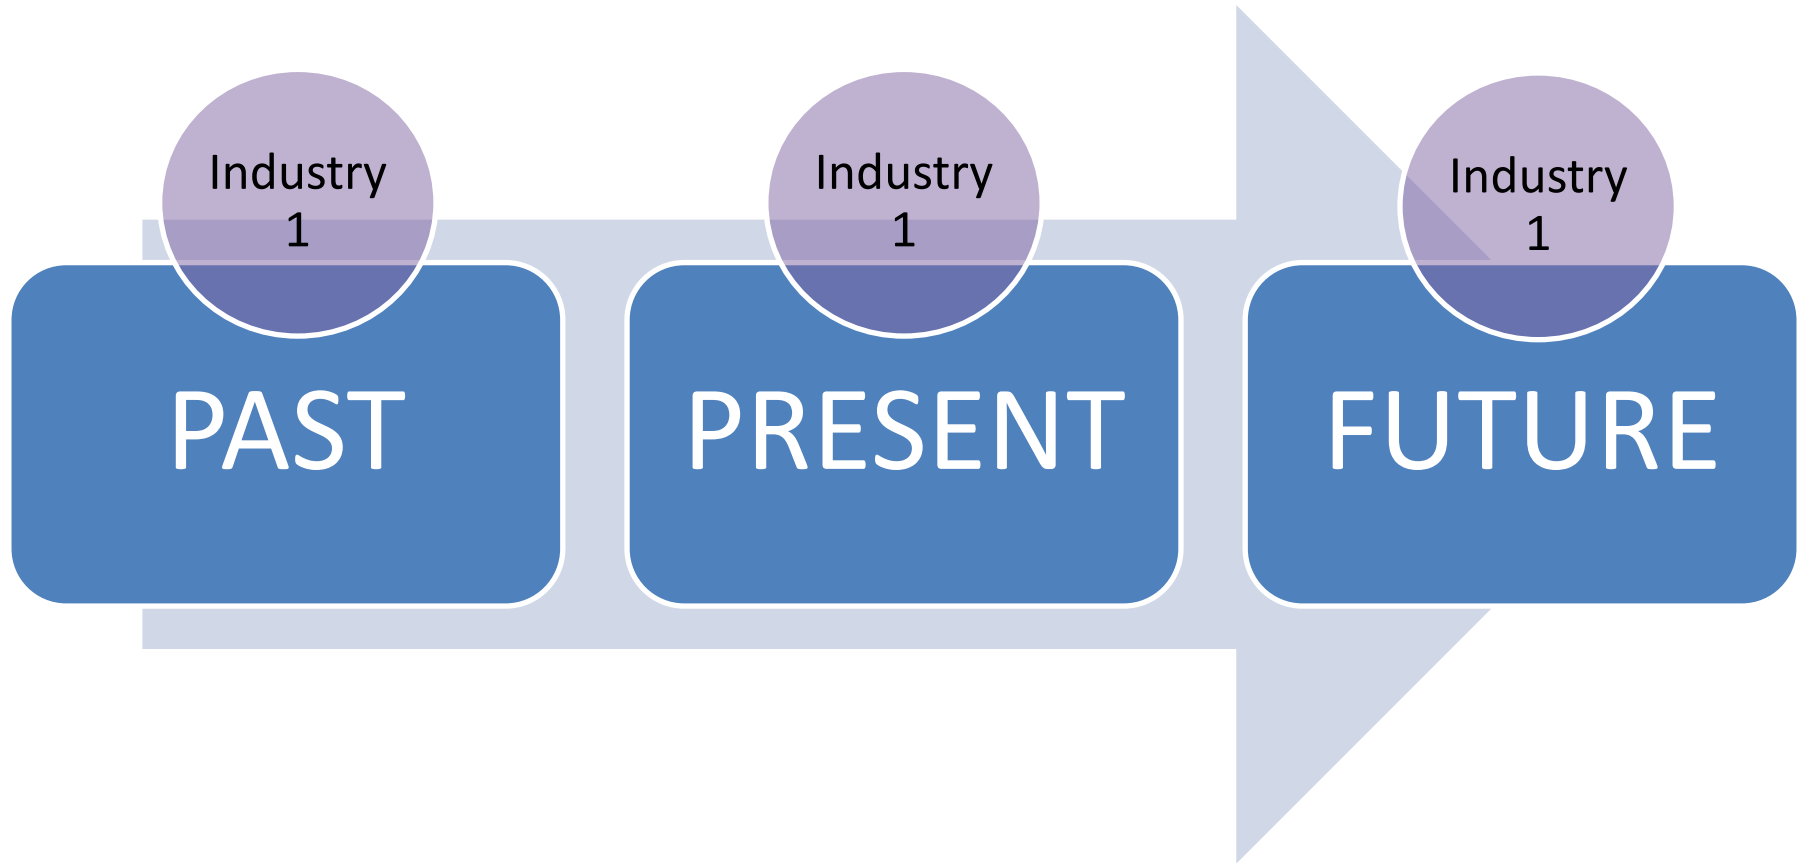 Industry
1
Industry
1
Industry
1
PAST
PRESENT
FUTURE